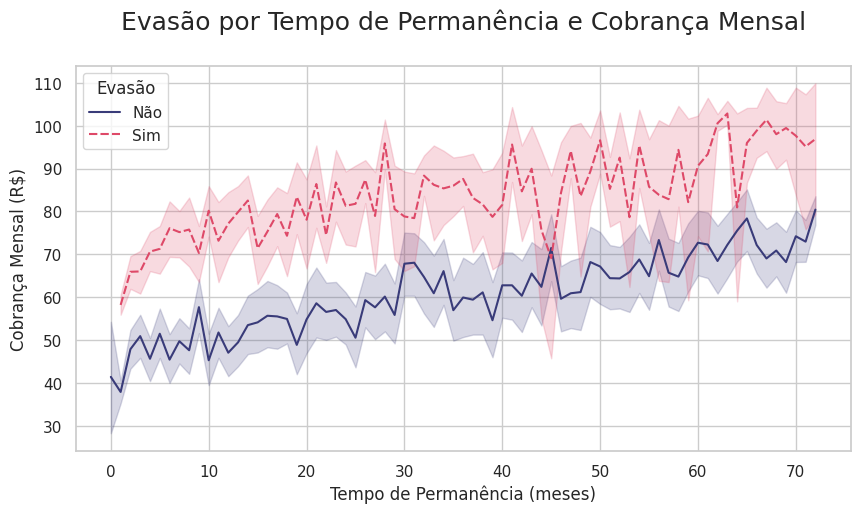 Evasão por Tempo de Permanência e Cobrança Mensal
Evasão
Não
Sim
Cobrança Mensal (R$)
110
100
90
80
70
60
50
40
30
0 10 20 30 40 50 60 70
Tempo de Permanência (meses)